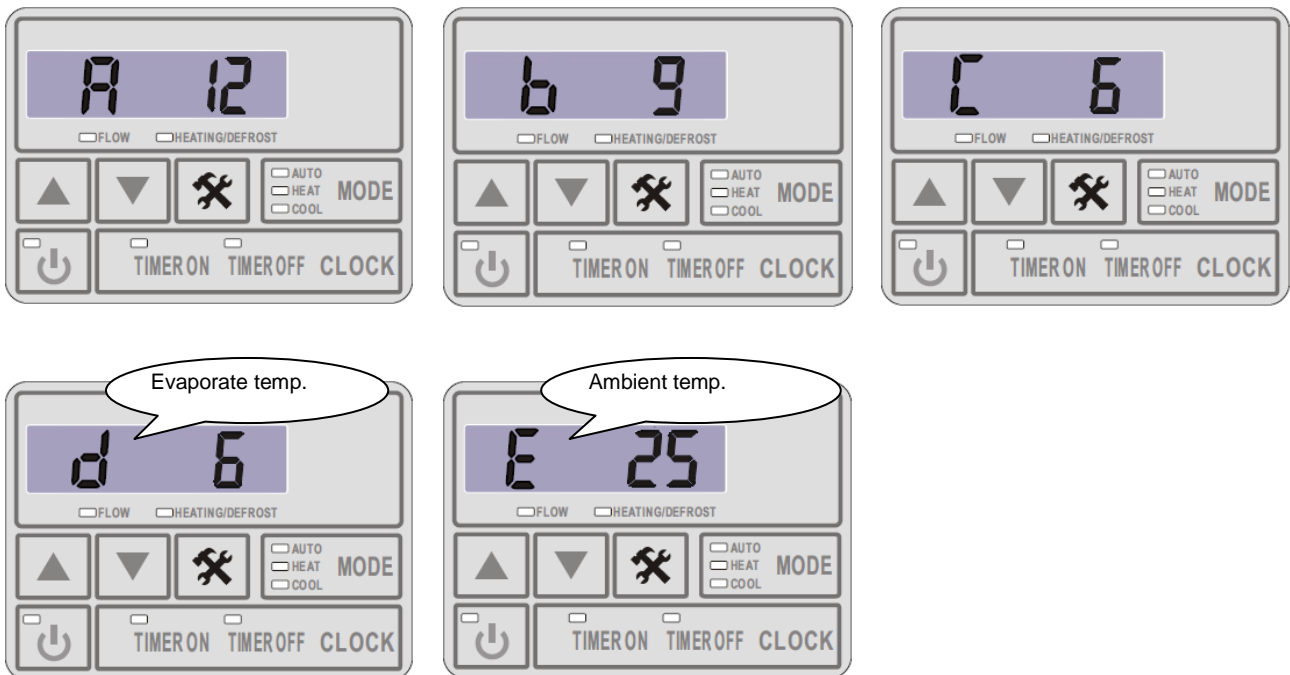 A 12
FLOW HEATING/DEFROST
AUTO
HEAT
COOL
MODE
TIMER ON TIMER OFF CLOCK
b 9
FLOW HEATING/DEFROST
AUTO
HEAT
COOL
MODE
TIMER ON TIMER OFF CLOCK
C 6
FLOW HEATING/DEFROST
AUTO
HEAT
COOL
MODE
TIMER ON TIMER OFF CLOCK
Evaporate temp.
d 6
FLOW HEATING/DEFROST
AUTO
HEAT
COOL
MODE
TIMER ON TIMER OFF CLOCK
Ambient temp.
E 25
FLOW HEATING/DEFROST
AUTO
HEAT
COOL
MODE
TIMER ON TIMER OFF CLOCK